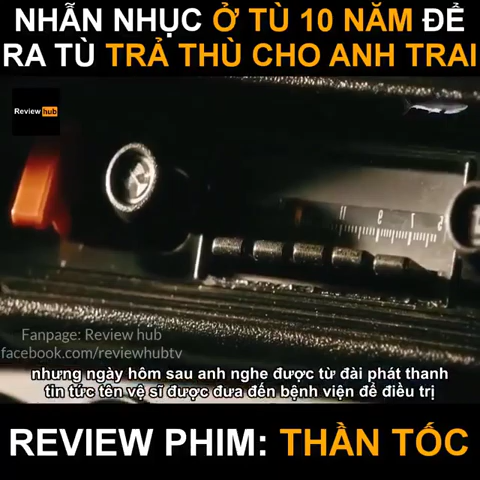 NHẪN NHỤC Ở TÙ 10 NĂM ĐỂ
RA TÙ TRẢ THÙ CHO ANH TRAI
Review hub
Fanpage: Review hub
facebook.com/reviewhubtv
nhưng ngày hôm sau anh nghe được từ đài phát thanh
tin tức tên vệ sĩ được đưa đến bệnh viện để điều trị
REVIEW PHIM: THẦN TỐC